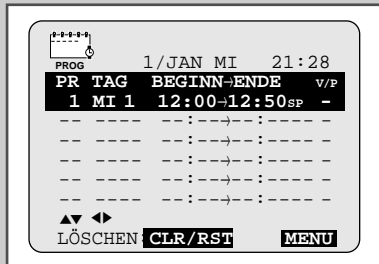 PROG
1/JAN MI 21:28
PR TAG BEGINN→ENDE V/P
1 MI 1 12:00→12:50SP -
-- ---- --:--→--:-- ---- -
-- ---- --:--→--:-- ---- -
-- ---- --:--→--:-- ---- -
-- ---- --:--→--:-- ---- -
-- ---- --:--→--:-- ---- -
▲▼ ◀▶
LÖSCHEN:CLR/RST MENU